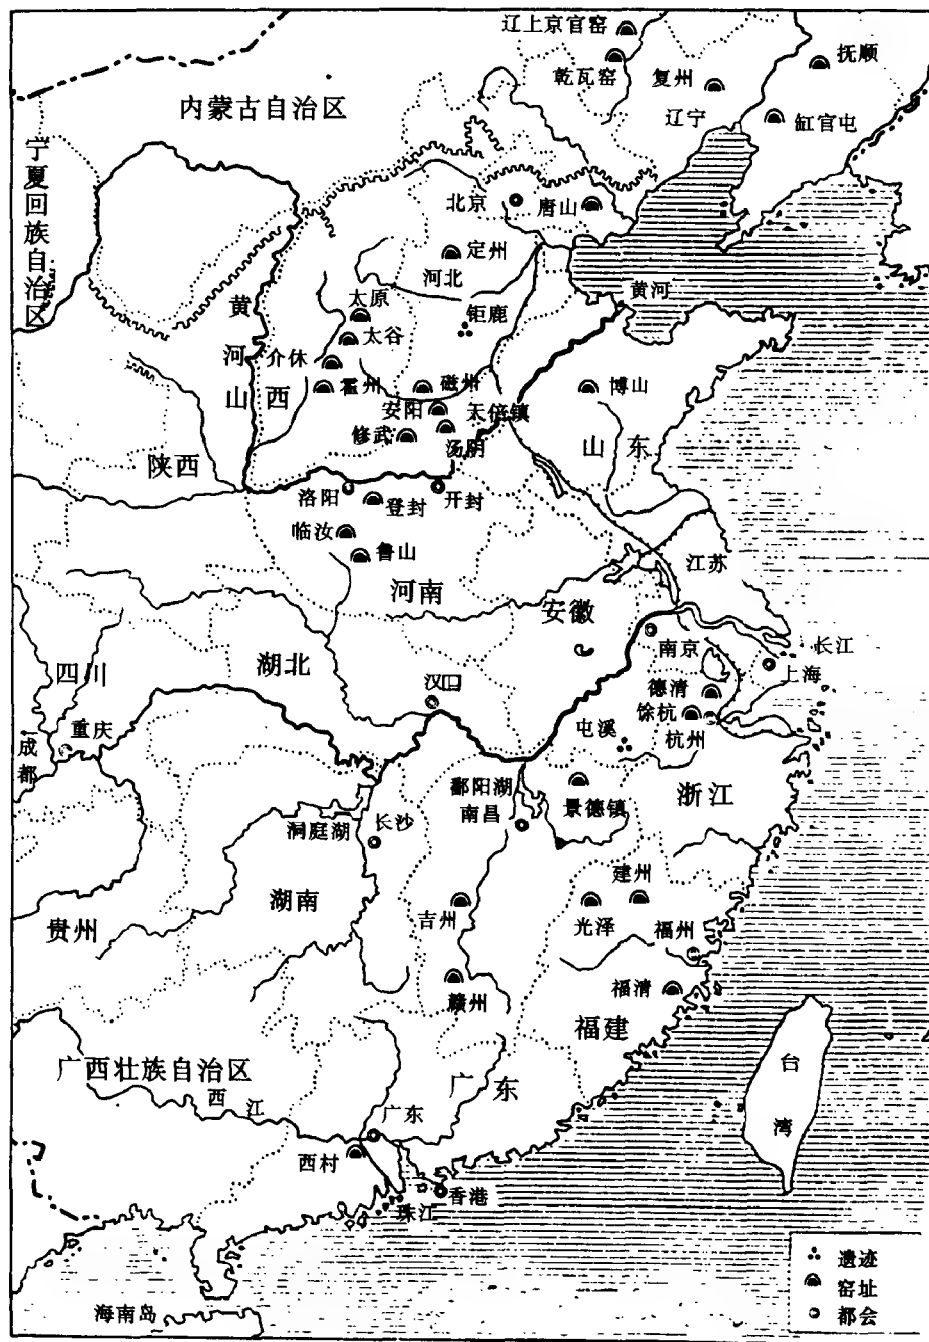 辽上京官窑
乾瓦窑
复州
抚顺
辽宁
缸官屯
内蒙古自治区
宁夏回族自治区
北京
唐山
定州
河北
黄河
太原
钜鹿
太谷
黄河
介休
霍州
磁州
博山
山西
安阳
天倍镇
修武
汤阴
山东
陕西
洛阳
登封
开封
临汝
鲁山
河南
江苏
安徽
南京
长江
上海
四川
湖北
汉口
德清
馀杭
杭州
屯溪
重庆
成都
鄱阳湖
南昌
景德镇
浙江
洞庭湖
长沙
建州
湖南
吉州
光泽
福州
贵州
赣州
福清
福建
广西壮族自治区
西江
广东
台湾
广东
西村
香港
珠江
海南岛
遗迹
窑址
都会